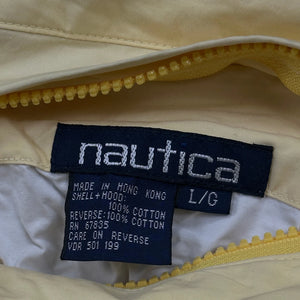 nautica
MADE IN HONG KONG
SHELL+HOOD:
100% COTTON
REVERSE:100% COTTON
RN 67835
CARE ON REVERSE
VDR 501 199
L/G